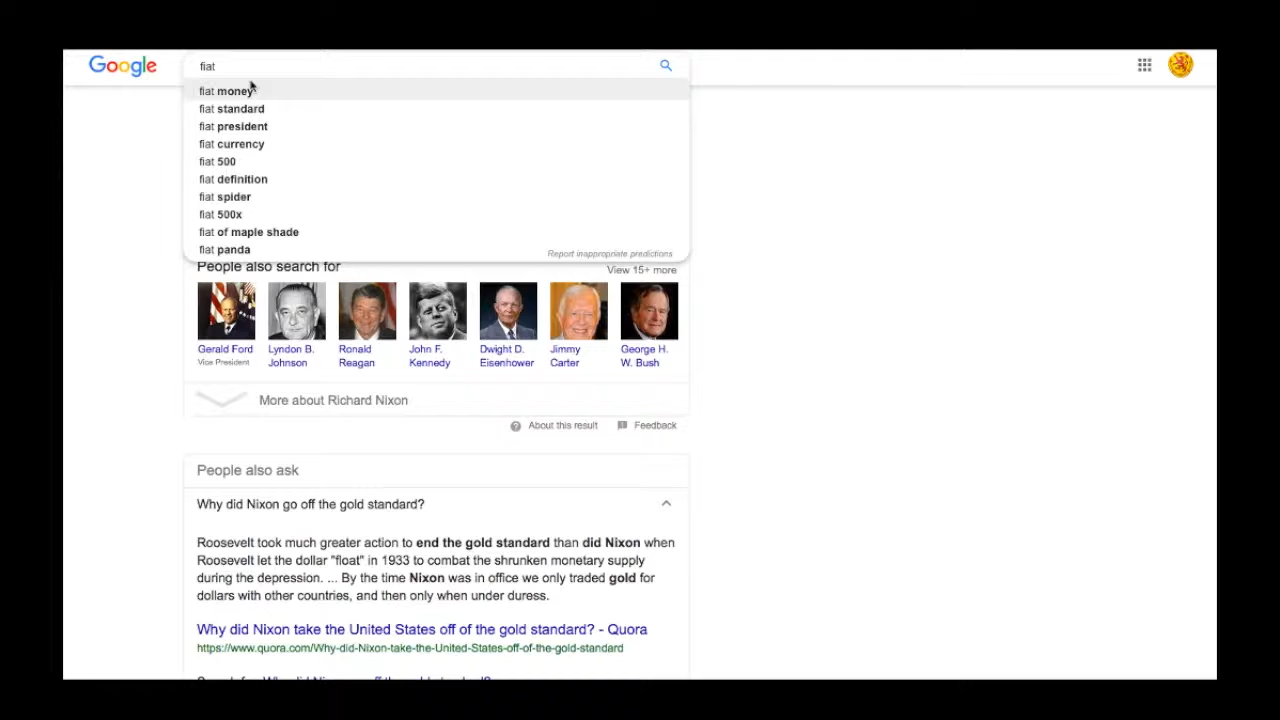 Google
fiat
fiat money
fiat standard
fiat president
fiat currency
fiat 500
fiat definition
fiat spider
fiat 500x
fiat of maple shade
fiat panda
Report inappropriate predictions
People also search for
View 15+ more
Gerald Ford
Vice President
Lyndon B.
Johnson
Ronald
Reagan
John F.
Kennedy
Dwight D.
Eisenhower
Jimmy
Carter
George H.
W. Bush
More about Richard Nixon
About this result
Feedback
People also ask
Why did Nixon go off the gold standard?
Roosevelt took much greater action to end the gold standard than did Nixon when
Roosevelt let the dollar "float" in 1933 to combat the shrunken monetary supply
during the depression. ... By the time Nixon was in office we only traded gold for
dollars with other countries, and then only when under duress.
Why did Nixon take the United States off of the gold standard? - Quora
https://www.quora.com/Why-did-Nixon-take-the-United-States-off-of-the-gold-standard